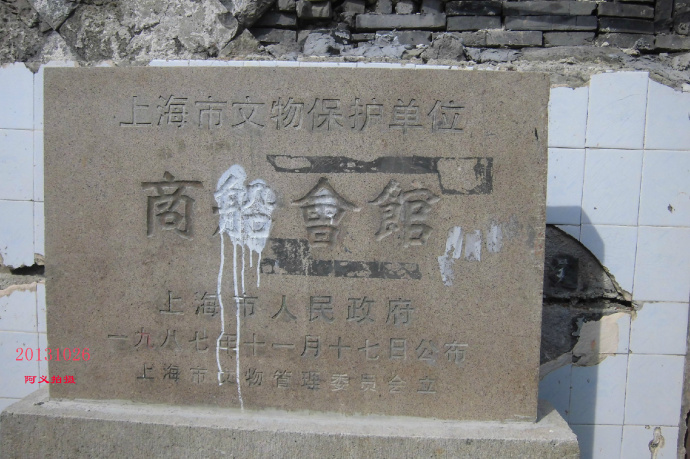 上海市文物保护单位
商船會館
上海市人民政府
一九八七年十一月十七日公布
上海市文物管理委员会立
20131026
阿义拍摄